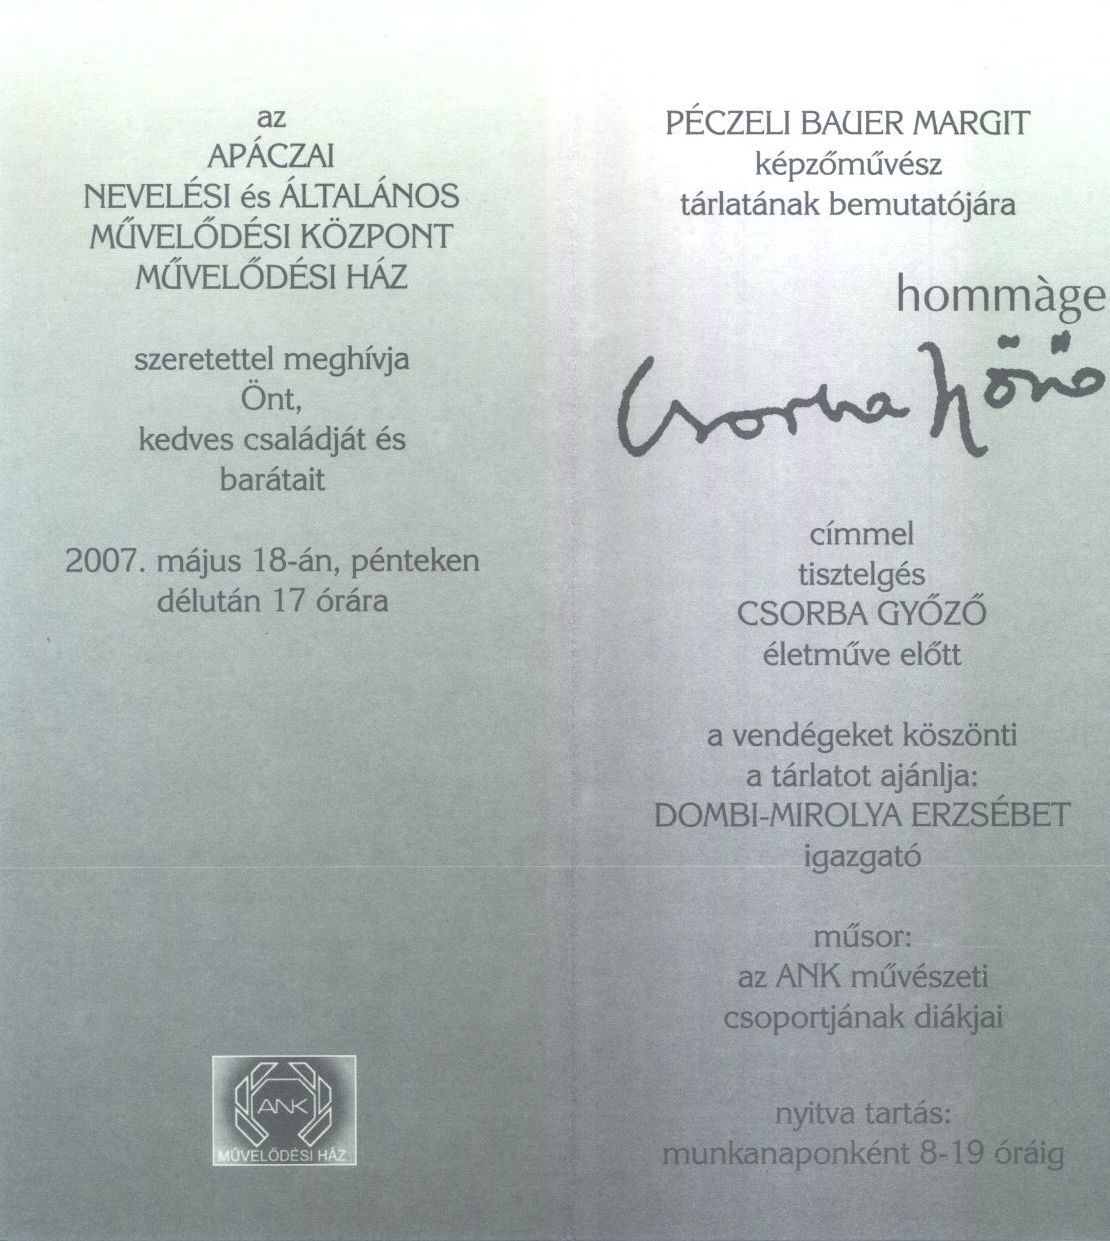 az
APÁCZAI
NEVELÉSI és ÁLTALÁNOS
MŰVELŐDÉSI KÖZPONT
MŰVELŐDÉSI HÁZ
szeretettel meghívja
Önt,
kedves családját és
barátait
2007. május 18-án, pénteken
délután 17 órára
ANK
MŰVELŐDÉSI HÁZ
PÉCZELI BAUER MARGIT
képzőművész
tárlatának bemutatójára
hommàge
Csorba Győző
címmel
tisztelgés
CSORBA GYŐZŐ
életműve előtt
a vendégeket köszönti
a tárlatot ajánlja:
DOMBI-MIROLYA ERZSÉBET
igazgató
műsor:
az ANK művészeti
csoportjának diákjai
nyitva tartás:
munkanaponként 8-19 óráig